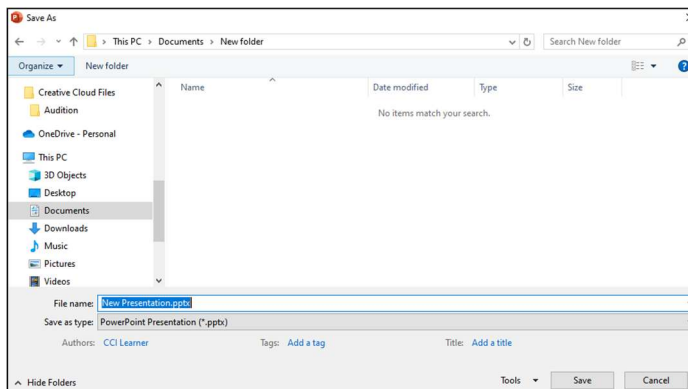 Save As
This PC > Documents > New folder
Search New folder
Organize
New folder
Name
Date modified
Type
Size
No items match your search.
Creative Cloud Files
Audition
OneDrive - Personal
This PC
3D Objects
Desktop
Documents
Downloads
Music
Pictures
Videos
File name: New Presentation.pptx
Save as type: PowerPoint Presentation (*.pptx)
Authors: CCI Learner
Tags: Add a tag
Title: Add a title
Hide Folders
Tools
Save
Cancel